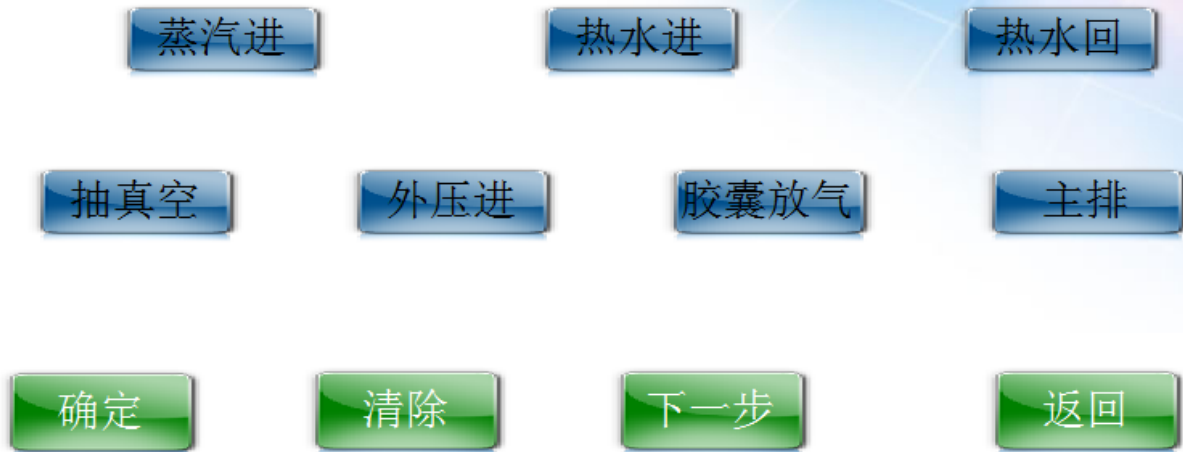 蒸汽进 热水进 热水回
抽真空 外压进 胶囊放气 主排
确定 清除 下一步 返回